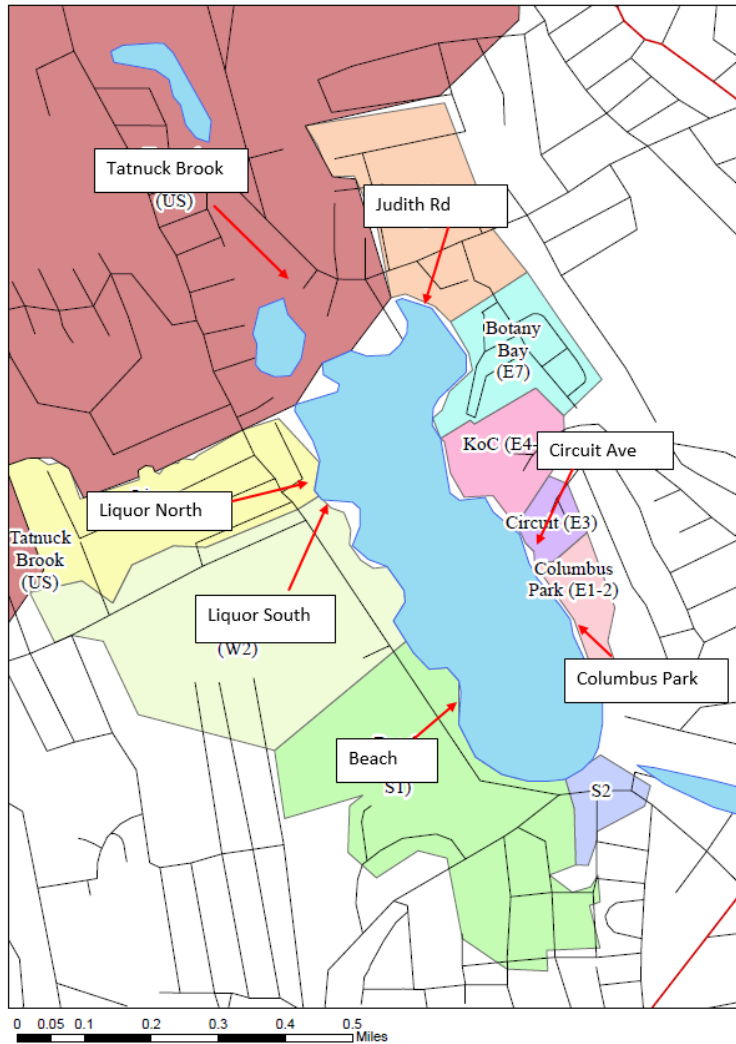 Tatnuck Brook
(US)
Judith Rd
Botany
Bay
(E7)
KoC (E4-
Circuit Ave
Liquor North
Circuit (E3)
Tatnuck
Brook
(US)
Columbus
Park (E1-2)
Liquor South
(W2)
Columbus Park
Beach
S1)
S2
0 0.05 0.1 0.2 0.3 0.4 0.5
Miles